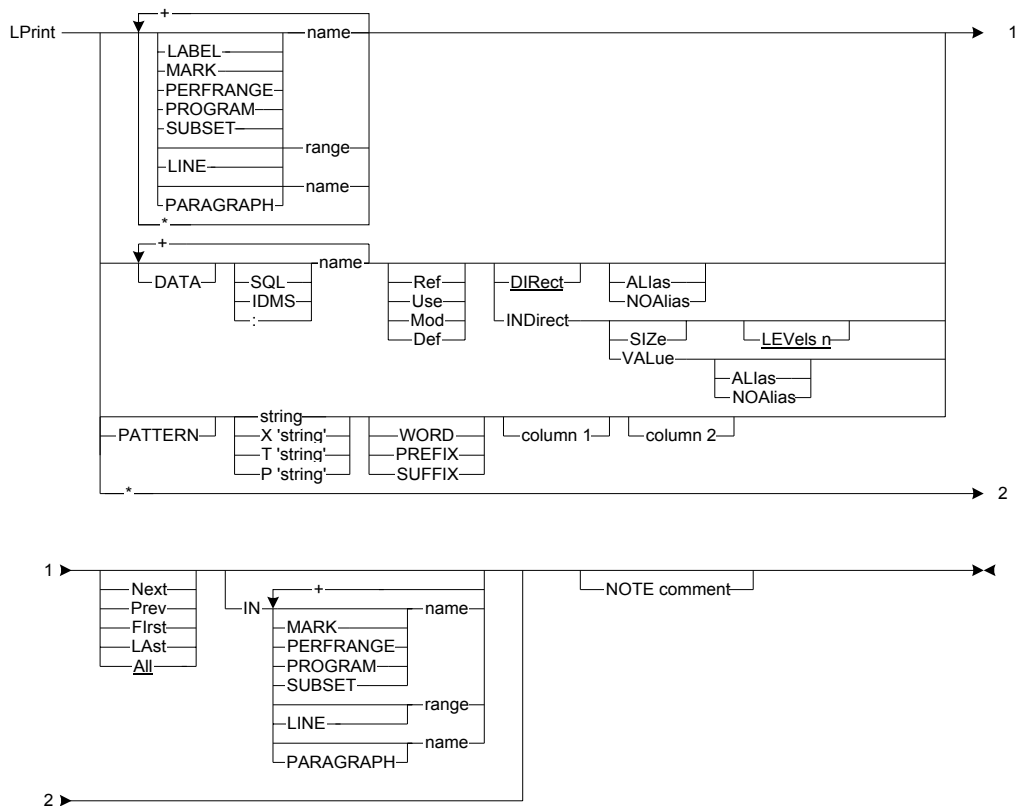 +
LPrint name 1
LABEL
MARK
PERFRANGE
PROGRAM
SUBSET
range
LINE
name
PARAGRAPH
*
+
name
DATA SQL Ref DIRect ALIas
IDMS Use NOAlias
: Mod INDirect
Def SIZe LEVels n
VALue
ALIas
NOAlias
string
PATTERN X 'string' WORD column 1 column 2
T 'string' PREFIX
P 'string' SUFFIX
* 2
1
Next IN +
Prev name
FIrst MARK
LAst PERFRANGE
All PROGRAM
SUBSET
range
LINE
name
PARAGRAPH
NOTE comment
2